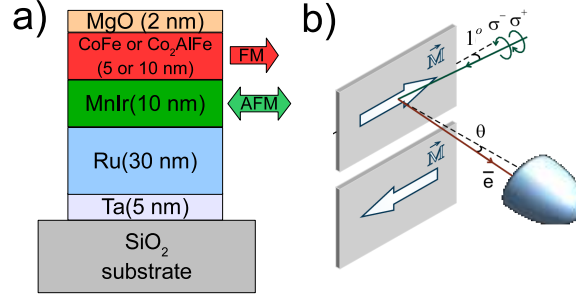 a)
MgO (2 nm)
CoFe or Co₂AlFe
(5 or 10 nm)
FM
MnIr(10 nm)
AFM
Ru(30 nm)
Ta(5 nm)
SiO₂
substrate
b)
1° σ⁻ σ⁺
M⃗
θ
e̅
M⃗